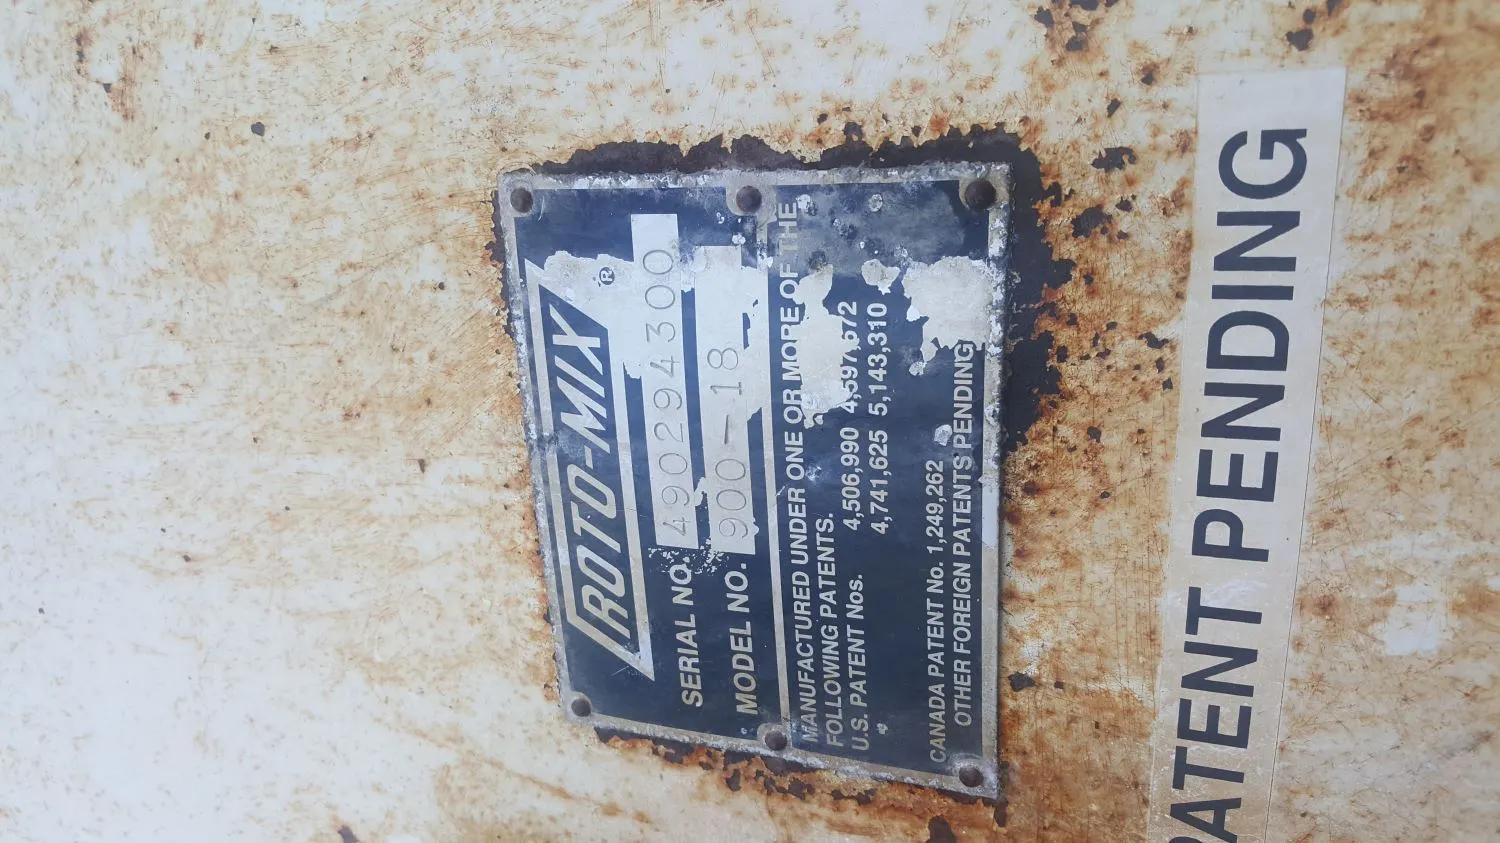 ROTO-MIX®
SERIAL NO. 490294300
MODEL NO. 900-18
MANUFACTURED UNDER ONE OR MORE OF THE
FOLLOWING PATENTS.
U.S. PATENT Nos. 4,506,990 4,597,672
4,741,625 5,143,310
CANADA PATENT No. 1,249,262
OTHER FOREIGN PATENTS PENDING
PATENT PENDING